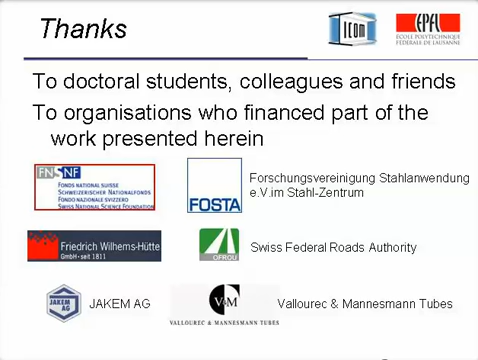 Thanks
ICOM
EPFL
ÉCOLE POLYTECHNIQUE
FÉDÉRALE DE LAUSANNE
To doctoral students, colleagues and friends
To organisations who financed part of the
work presented herein
FNSNF
FONDS NATIONAL SUISSE
SCHWEIZERISCHER NATIONALFONDS
FONDO NAZIONALE SVIZZERO
SWISS NATIONAL SCIENCE FOUNDATION
FOSTA
Forschungsvereinigung Stahlanwendung
e.V.im Stahl-Zentrum
Friedrich Wilhems-Hütte
GmbH-seit 1811
OFROU
Swiss Federal Roads Authority
JAKEM AG
JAKEM AG
V&M
VALLOUREC & MANNESMANN TUBES
Vallourec & Mannesmann Tubes